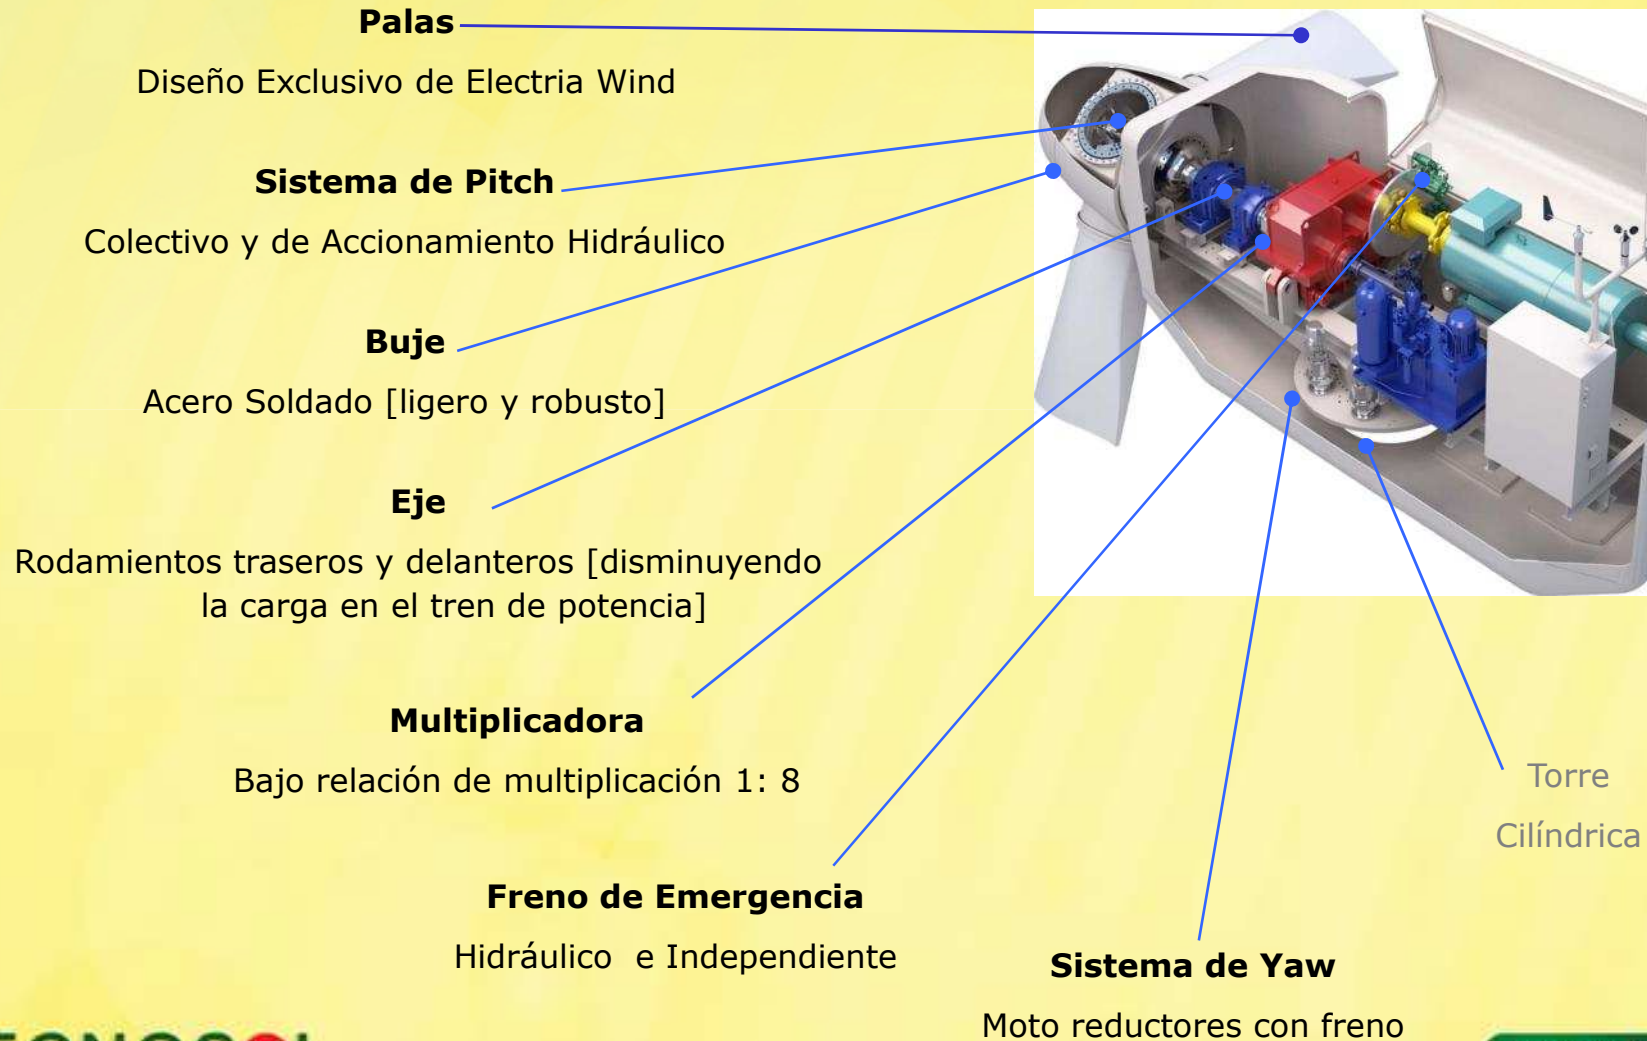 Palas
Diseño Exclusivo de Electria Wind
Sistema de Pitch
Colectivo y de Accionamiento Hidráulico
Buje
Acero Soldado [ligero y robusto]
Eje
Rodamientos traseros y delanteros [disminuyendo
la carga en el tren de potencia]
Multiplicadora
Bajo relación de multiplicación 1: 8
Torre
Cilíndrica
Freno de Emergencia
Hidráulico e Independiente
Sistema de Yaw
Moto reductores con freno